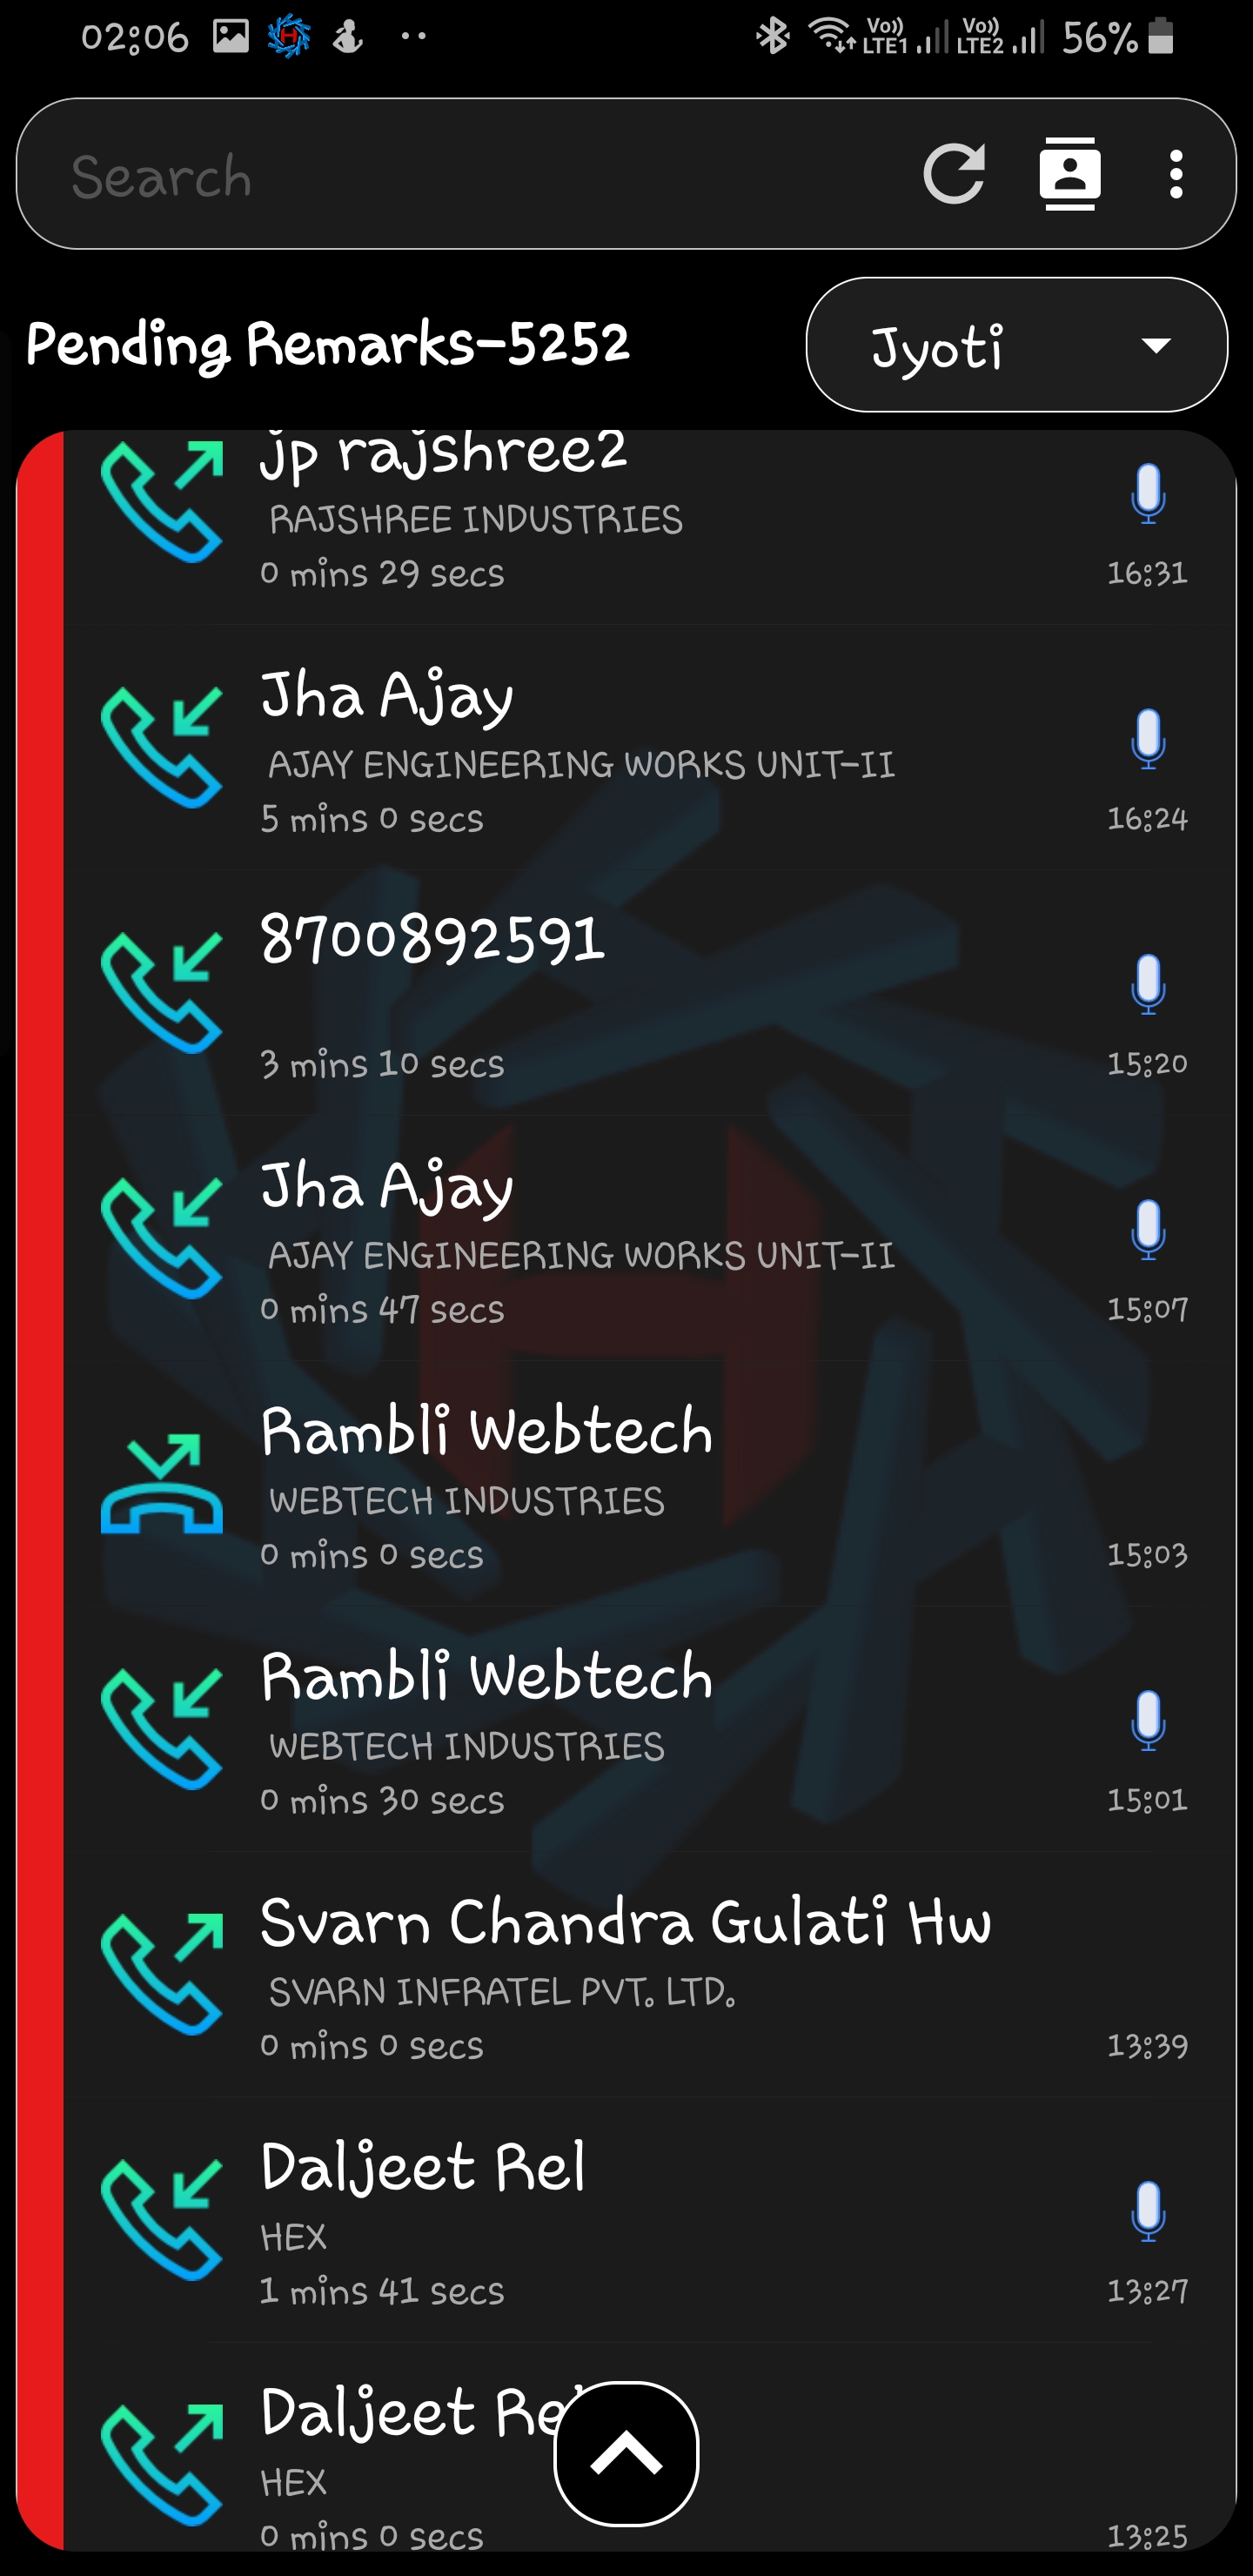 02:06
Vo)) LTE1 Vo)) LTE2 56%
Search
Pending Remarks-5252
Jyoti
jp rajshree2
RAJSHREE INDUSTRIES
0 mins 29 secs
16:31
Jha Ajay
AJAY ENGINEERING WORKS UNIT-II
5 mins 0 secs
16:24
8700892591
3 mins 10 secs
15:20
Jha Ajay
AJAY ENGINEERING WORKS UNIT-II
0 mins 47 secs
15:07
Rambli Webtech
WEBTECH INDUSTRIES
0 mins 0 secs
15:03
Rambli Webtech
WEBTECH INDUSTRIES
0 mins 30 secs
15:01
Svarn Chandra Gulati Hw
SVARN INFRATEL PVT. LTD.
0 mins 0 secs
13:39
Daljeet Rel
HEX
1 mins 41 secs
13:27
Daljeet Rel
HEX
0 mins 0 secs
13:25